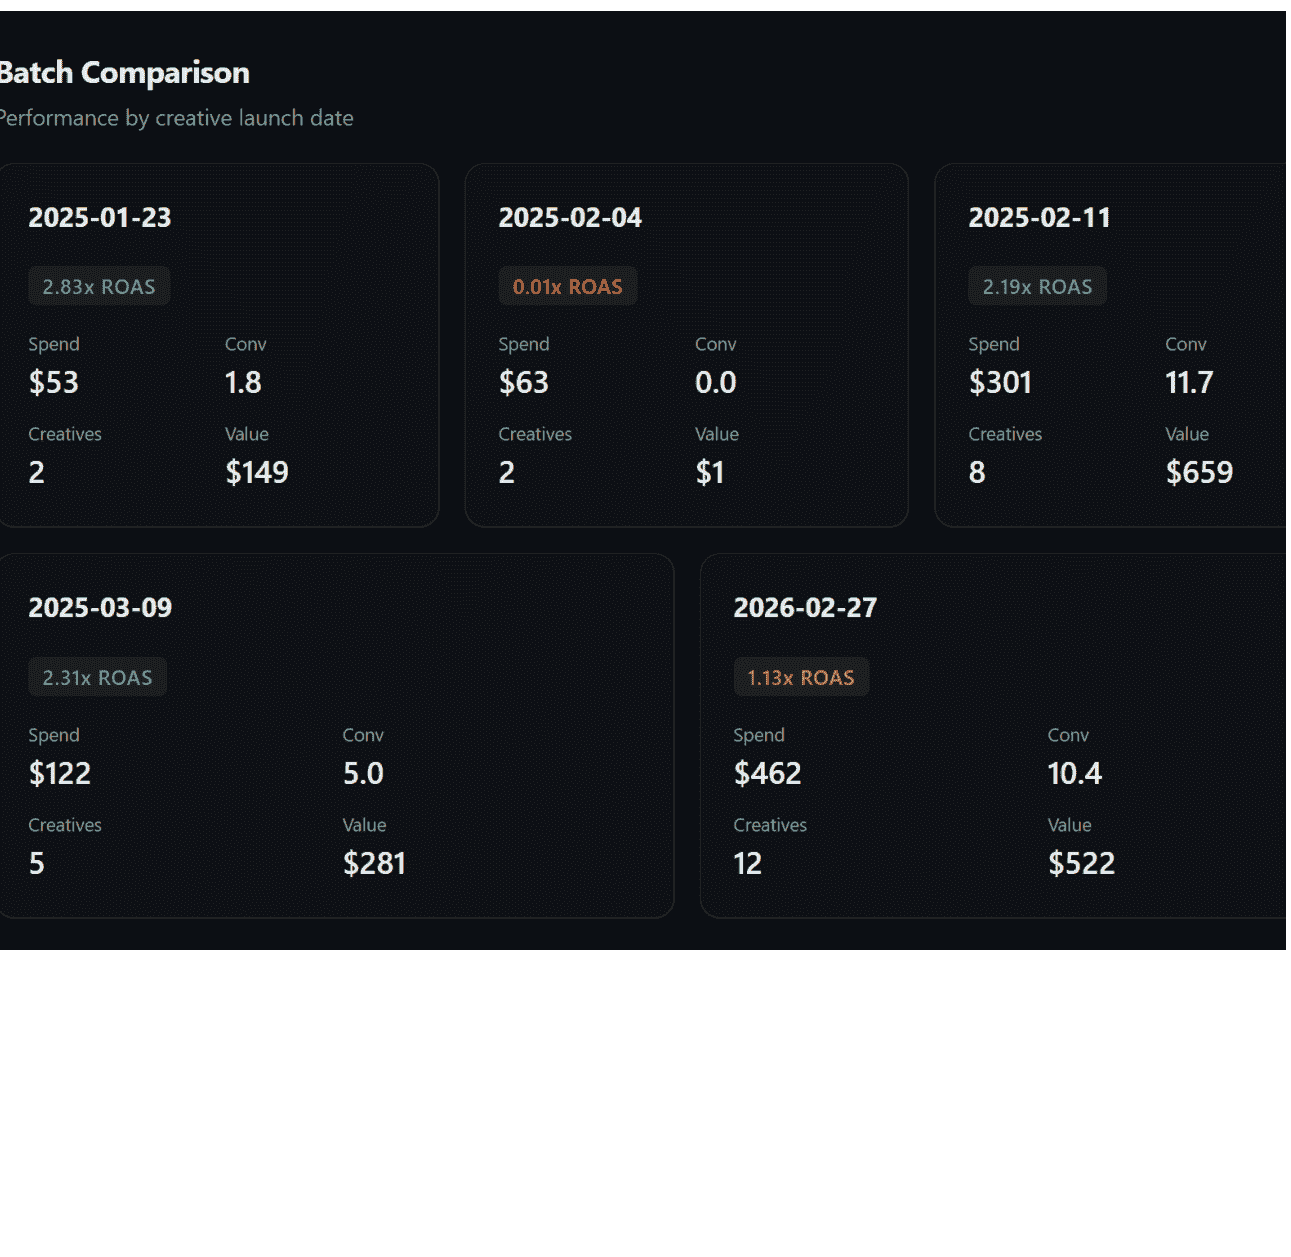 Batch Comparison
Performance by creative launch date
2025-01-23
2025-02-04
2025-02-11
2.83x ROAS
0.01x ROAS
2.19x ROAS
Spend Conv
Spend Conv
Spend Conv
$53 1.8
$63 0.0
$301 11.7
Creatives Value
Creatives Value
Creatives Value
2 $149
2 $1
8 $659
2025-03-09
2026-02-27
2.31x ROAS
1.13x ROAS
Spend Conv
Spend Conv
$122 5.0
$462 10.4
Creatives Value
Creatives Value
5 $281
12 $522